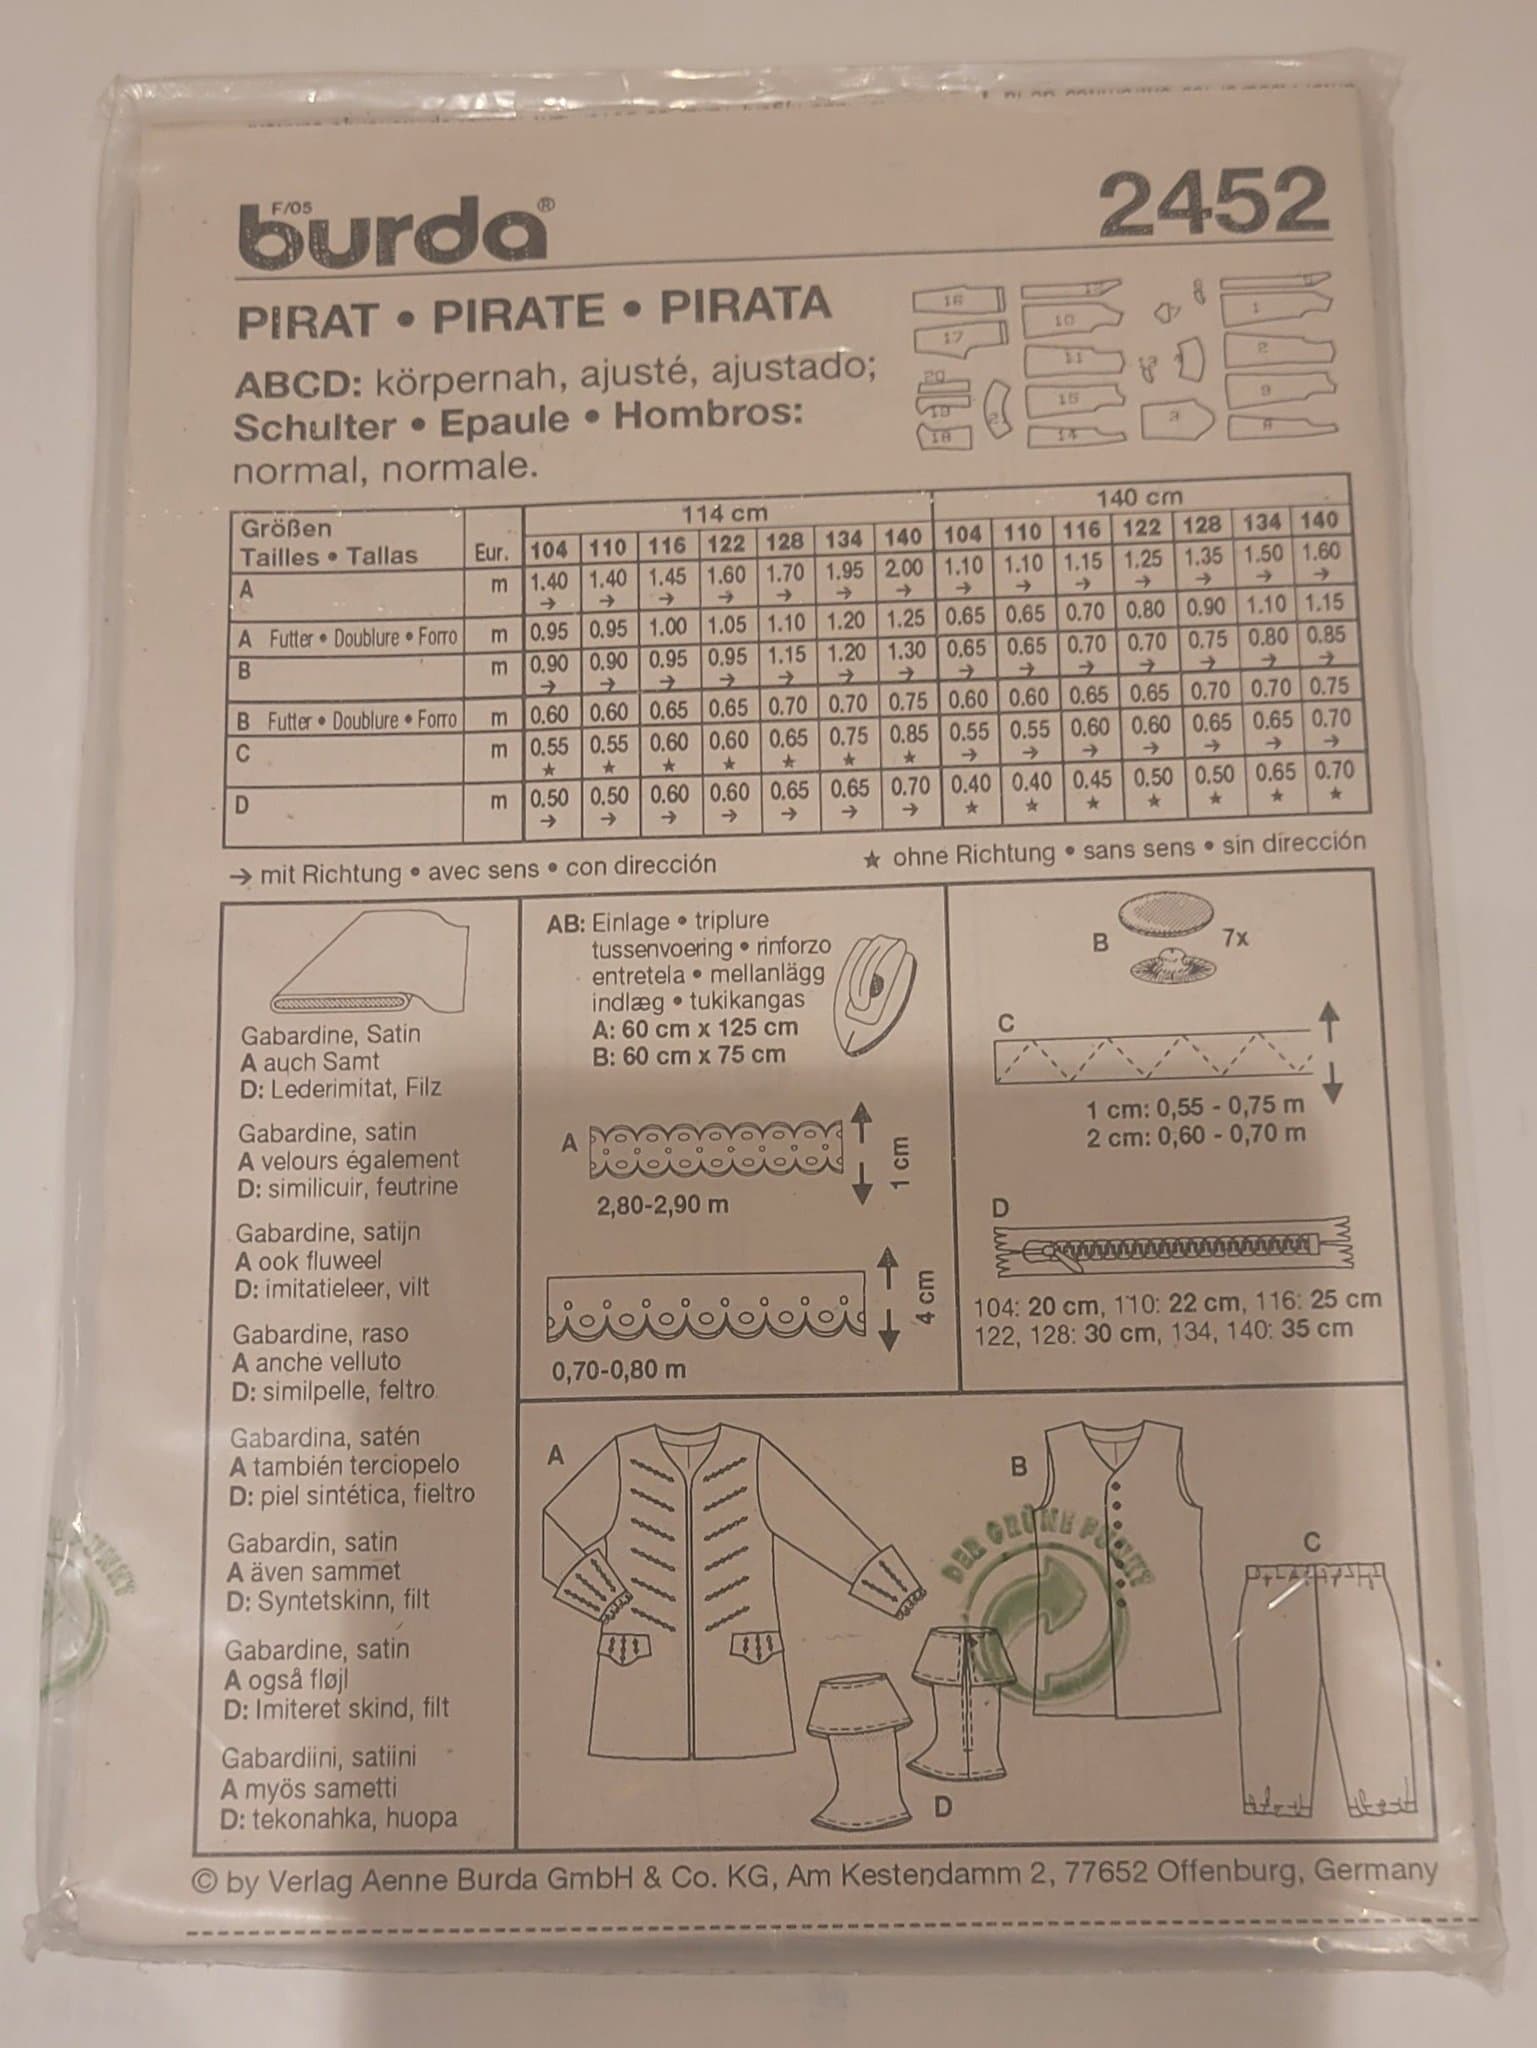 F/05
burda® 2452
PIRAT • PIRATE • PIRATA
ABCD: körpernah, ajusté, ajustado;
Schulter • Epaule • Hombros:
normal, normale.
16 17 20 19 18 10 11 15 14 1 2 9 8 3
Größen
Tailles • Tallas
114 cm 140 cm
Eur. 104 110 116 122 128 134 140 104 110 116 122 128 134 140
A m 1.40 1.40 1.45 1.60 1.70 1.95 2.00 1.10 1.10 1.15 1.25 1.35 1.50 1.60
→ → → → → → → → → → → → → →
A Futter • Doublure • Forro m 0.95 0.95 1.00 1.05 1.10 1.20 1.25 0.65 0.65 0.70 0.80 0.90 1.10 1.15
B m 0.90 0.90 0.95 0.95 1.15 1.20 1.30 0.65 0.65 0.70 0.70 0.75 0.80 0.85
→ → → → → → → → → → → → → →
B Futter • Doublure • Forro m 0.60 0.60 0.65 0.65 0.70 0.70 0.75 0.60 0.60 0.65 0.65 0.70 0.70 0.75
C m 0.55 0.55 0.60 0.60 0.65 0.75 0.85 0.55 0.55 0.60 0.60 0.65 0.65 0.70
★ ★ ★ ★ ★ ★ ★ → → → → → → →
D m 0.50 0.50 0.60 0.60 0.65 0.65 0.70 0.40 0.40 0.45 0.50 0.50 0.65 0.70
→ → → → → → → ★ ★ ★ ★ ★ ★ ★
→ mit Richtung • avec sens • con dirección ★ ohne Richtung • sans sens • sin dirección
Gabardine, Satin
A auch Samt
D: Lederimitat, Filz
Gabardine, satin
A velours également
D: similicuir, feutrine
Gabardine, satijn
A ook fluweel
D: imitatieleer, vilt
Gabardine, raso
A anche velluto
D: similpelle, feltro
Gabardina, satén
A también terciopelo
D: piel sintética, fieltro
Gabardin, satin
A även sammet
D: Syntetskinn, filt
Gabardine, satin
A også fløjl
D: Imiteret skind, filt
Gabardiini, satiini
A myös sametti
D: tekonahka, huopa
AB: Einlage • triplure
tussenvoering • rinforzo
entretela • mellanlägg
indlæg • tukikangas
A: 60 cm x 125 cm
B: 60 cm x 75 cm
A
1 cm
2,80-2,90 m
4 cm
0,70-0,80 m
B 7x
C
1 cm: 0,55 - 0,75 m
2 cm: 0,60 - 0,70 m
D
104: 20 cm, 110: 22 cm, 116: 25 cm
122, 128: 30 cm, 134, 140: 35 cm
A
B
C
D
DER GRÜNE PUNKT
© by Verlag Aenne Burda GmbH & Co. KG, Am Kestendamm 2, 77652 Offenburg, Germany